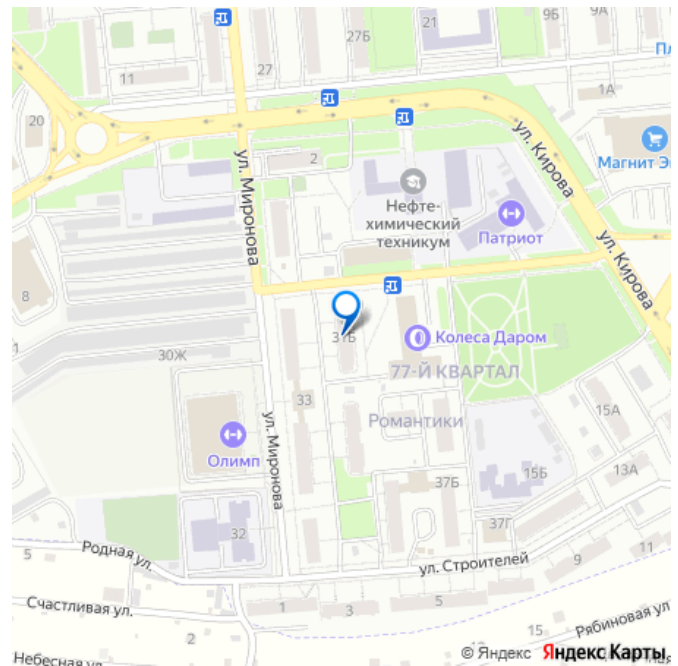 9Б
9А
21
27Б
Пл
11
27
1А
20
ул. Кирова
Магнит Э
2
ул. Миронова
Нефте-
химический
техникум
Патриот
ул. Кирова
8
31Б
Колеса Даром
30Ж
77-Й КВАРТАЛ
33
15А
Романтики
ул. Миронова
Олимп
37Б
15Б
13А
32
37Г
5
Родная ул.
11
ул. Строителей
9
Счастливая ул.
1
3
5
2
15
Рябиновая ул
Небесная ул.
© Яндекс Яндекс Карты